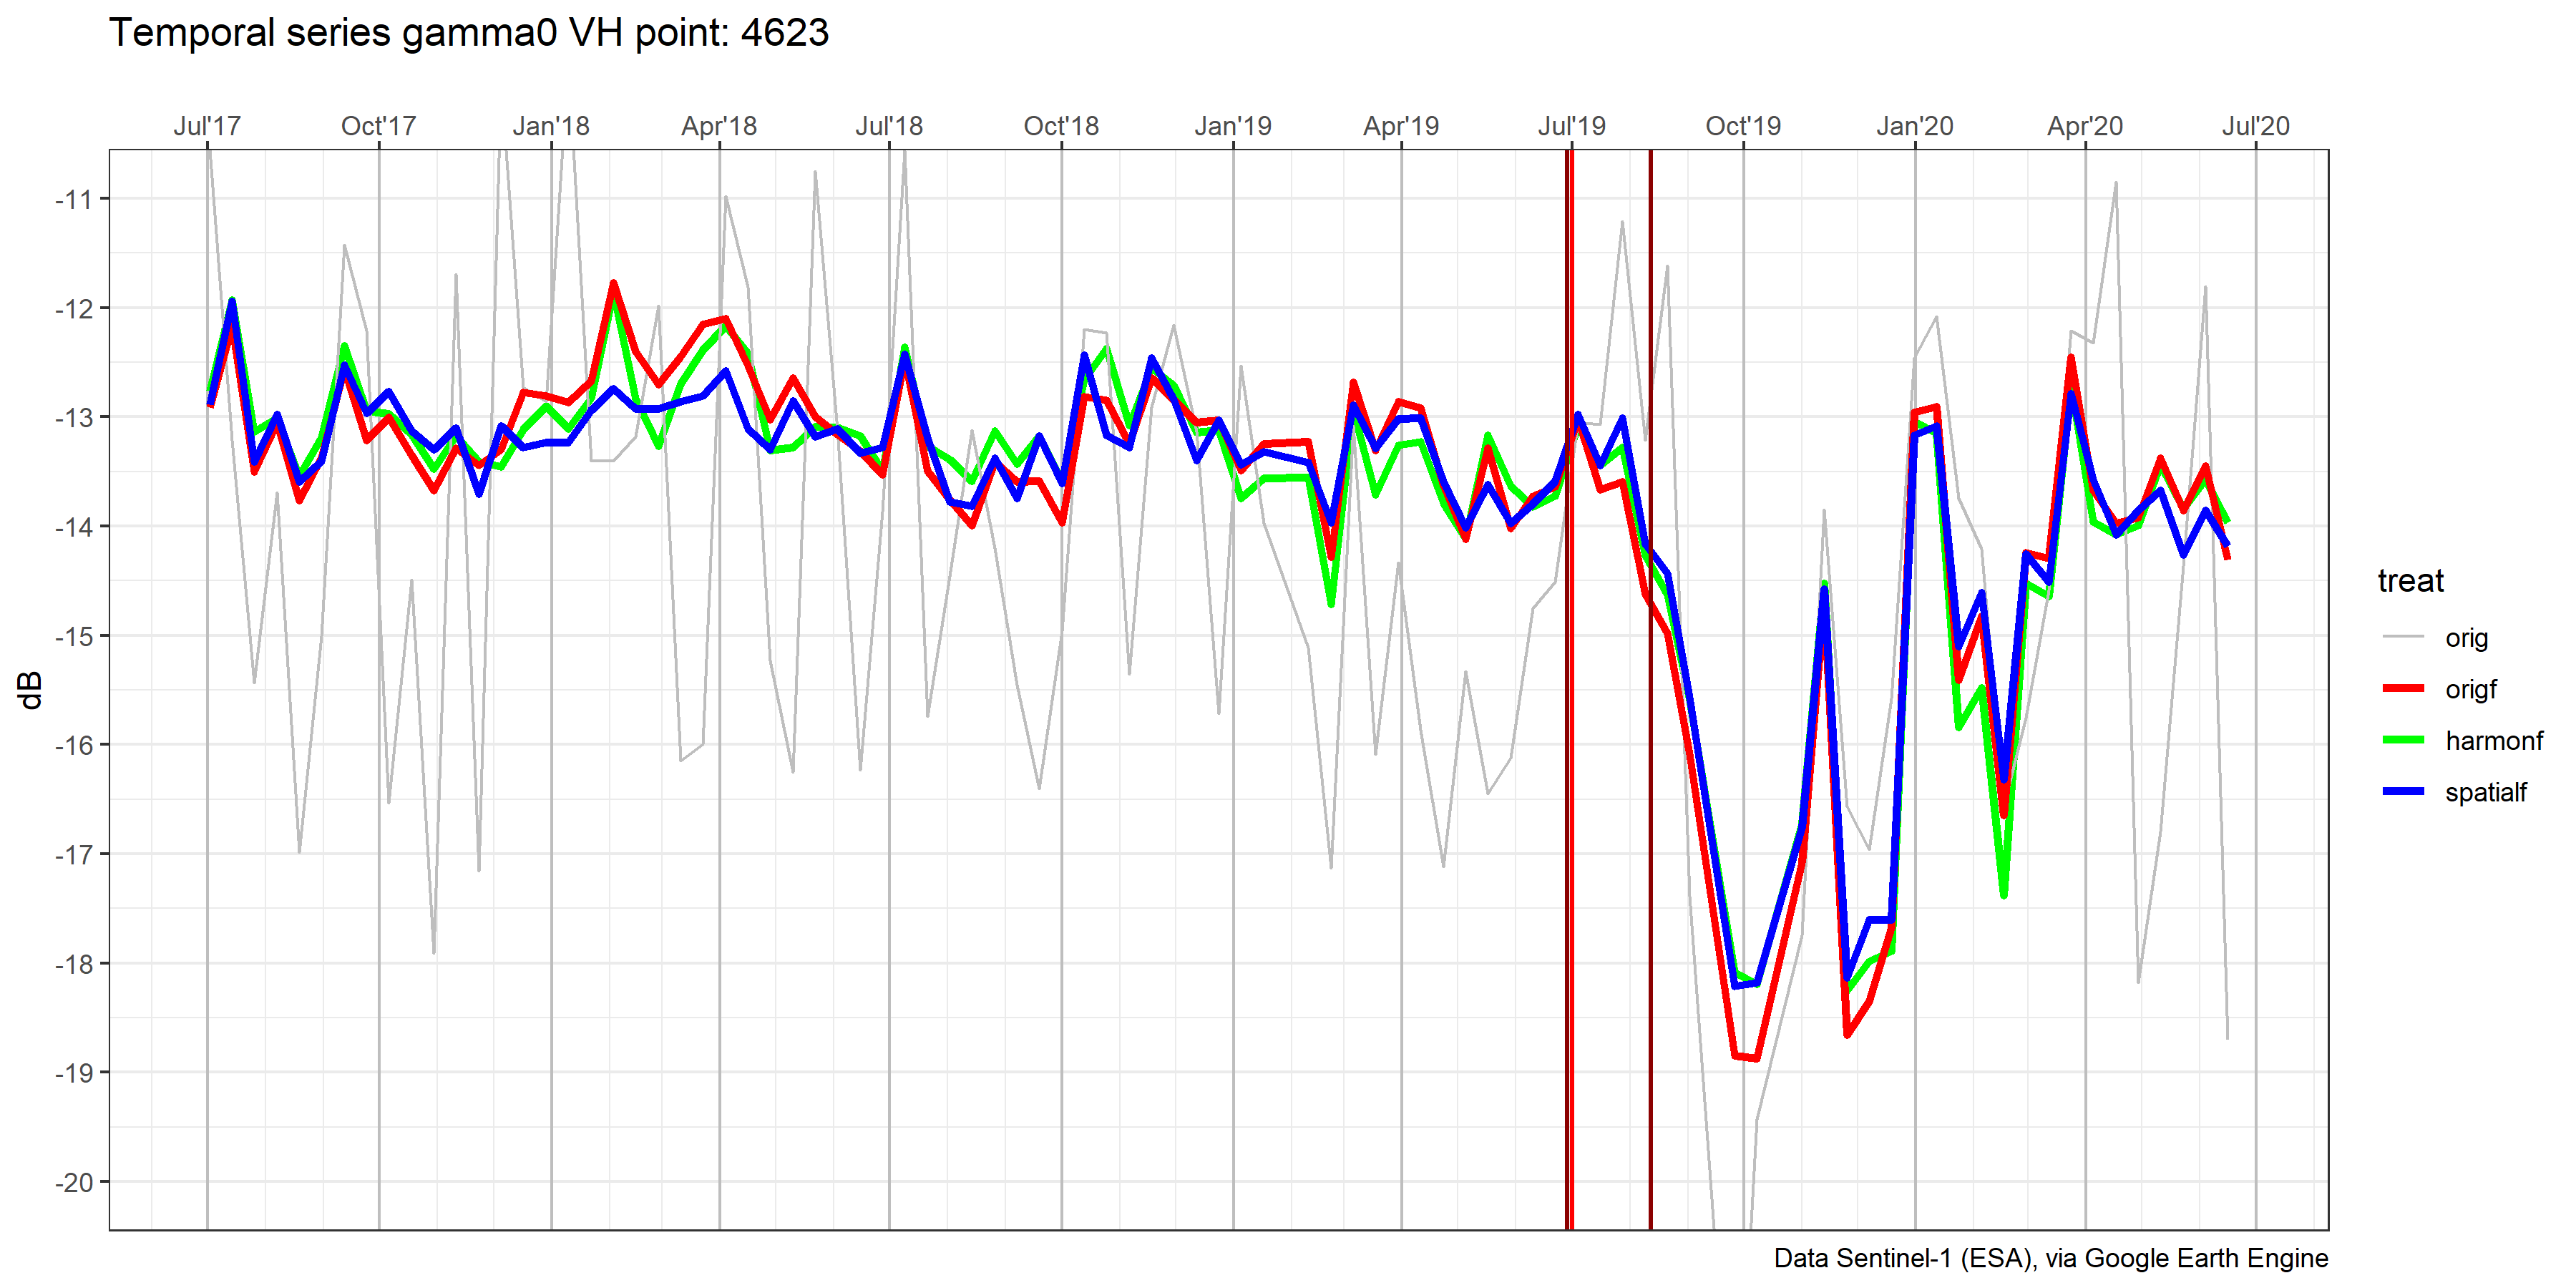 Temporal series gamma0 VH point: 4623
Jul'17 Oct'17 Jan'18 Apr'18 Jul'18 Oct'18 Jan'19 Apr'19 Jul'19 Oct'19 Jan'20 Apr'20 Jul'20
-11
-12
-13
-14
-15
-16
-17
-18
-19
-20
dB
treat
orig
origf
harmonf
spatialf
Data Sentinel-1 (ESA), via Google Earth Engine